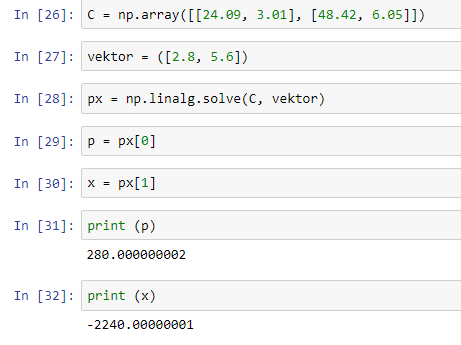 In [26]: C = np.array([[24.09, 3.01], [48.42, 6.05]])
In [27]: vektor = ([2.8, 5.6])
In [28]: px = np.linalg.solve(C, vektor)
In [29]: p = px[0]
In [30]: x = px[1]
In [31]: print (p)
280.000000002
In [32]: print (x)
-2240.00000001